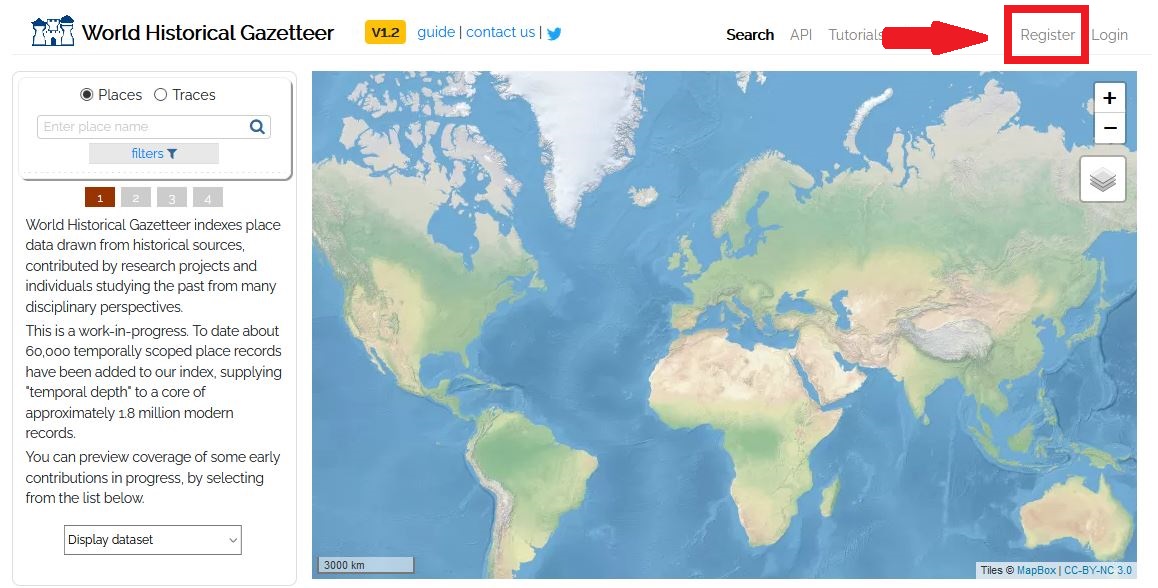 World Historical Gazetteer V1.2 guide | contact us | Search API Tutorials Register Login
Places Traces
Enter place name
filters
1 2 3 4
World Historical Gazetteer indexes place
data drawn from historical sources,
contributed by research projects and
individuals studying the past from many
disciplinary perspectives.
This is a work-in-progress. To date about
60,000 temporally scoped place records
have been added to our index, supplying
"temporal depth" to a core of
approximately 1.8 million modern
records.
You can preview coverage of some early
contributions in progress, by selecting
from the list below.
Display dataset
+
−
3000 km
Tiles © MapBox | CC-BY-NC 3.0